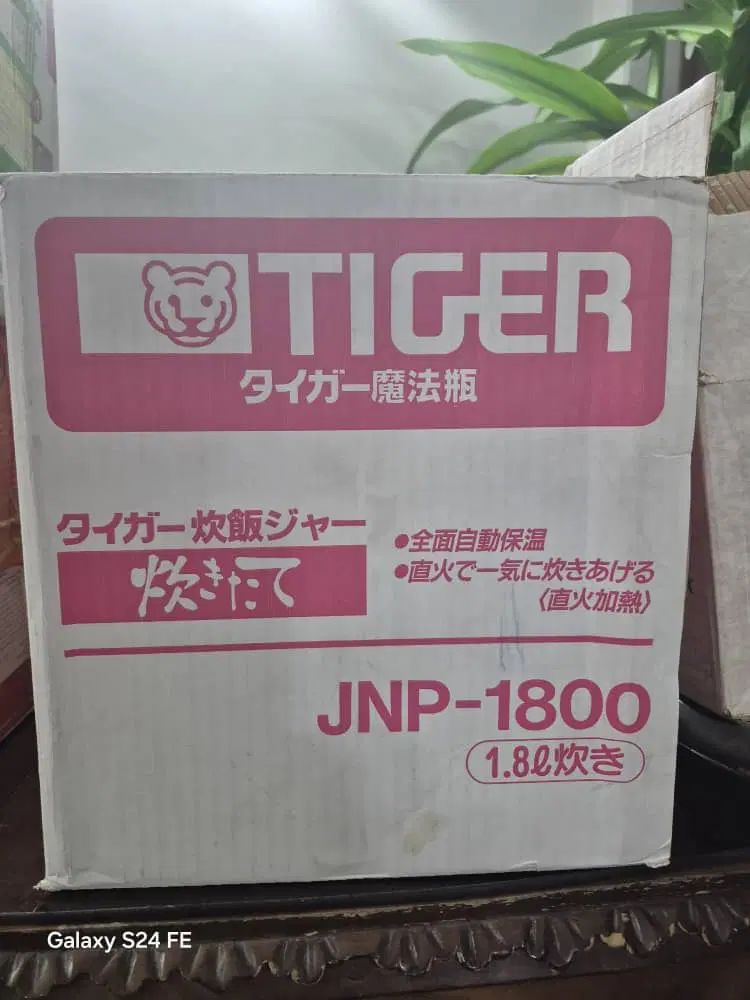 TIGER
タイガー魔法瓶
タイガー炊飯ジャー
炊きたて
●全面自動保温
●直火で一気に炊きあげる
〈直火加熱〉
JNP-1800
1.8ℓ炊き
Galaxy S24 FE